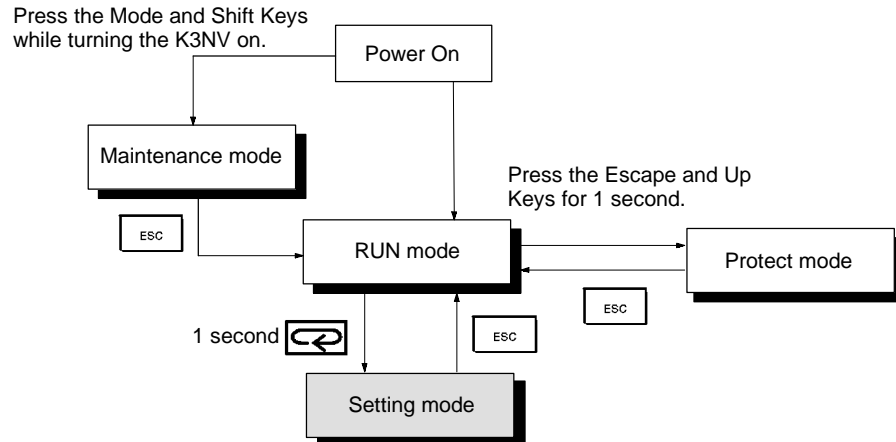 Press the Mode and Shift Keys
while turning the K3NV on.
Power On
Maintenance mode
Press the Escape and Up
Keys for 1 second.
ESC
RUN mode
Protect mode
ESC
1 second
ESC
Setting mode